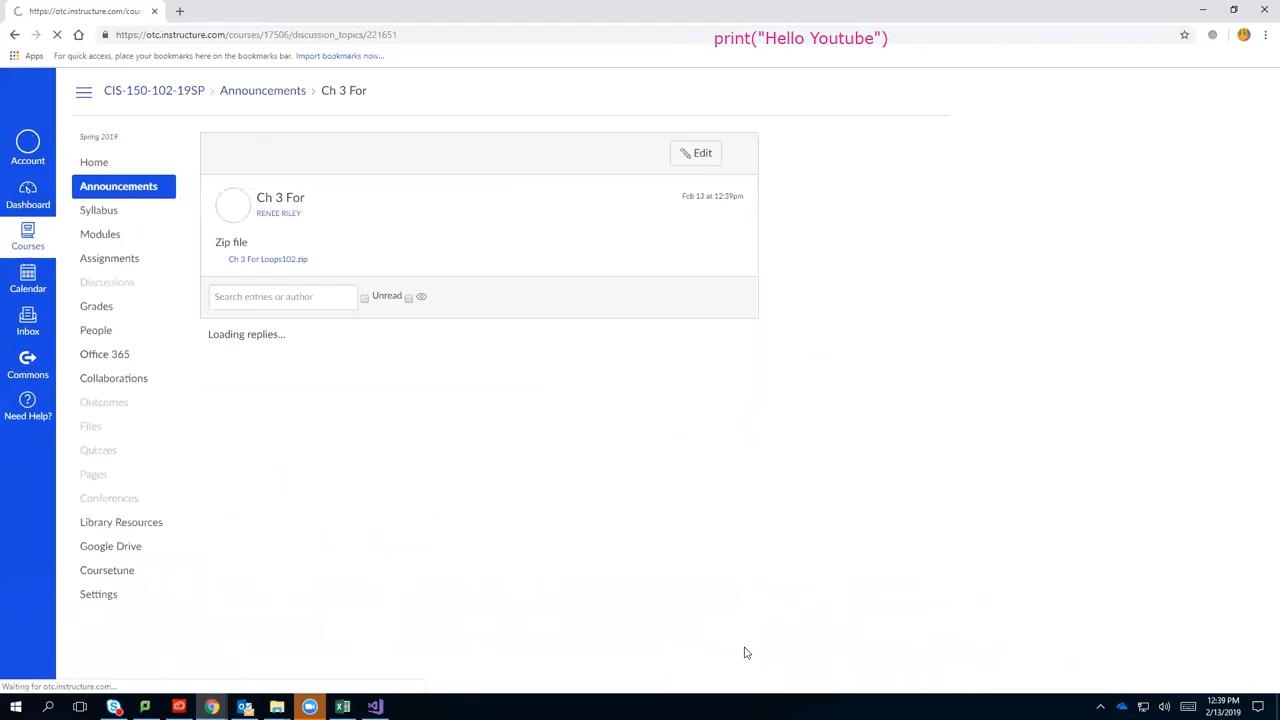 https://otc.instructure.com/cour
https://otc.instructure.com/courses/17506/discussion_topics/221651
print("Hello Youtube")
Apps
For quick access, place your bookmarks here on the bookmarks bar. Import bookmarks now...
CIS-150-102-19SP > Announcements > Ch 3 For
Spring 2019
Account
Dashboard
Courses
Calendar
Inbox
Commons
Need Help?
Home
Announcements
Syllabus
Modules
Assignments
Discussions
Grades
People
Office 365
Collaborations
Outcomes
Files
Quizzes
Pages
Conferences
Library Resources
Google Drive
Coursetune
Settings
Edit
Ch 3 For
Feb 13 at 12:39pm
RENEE RILEY
Zip file
Ch 3 For Loops102.zip
Search entries or author
Unread
Loading replies...
Waiting for otc.instructure.com...
12:39 PM
2/13/2019